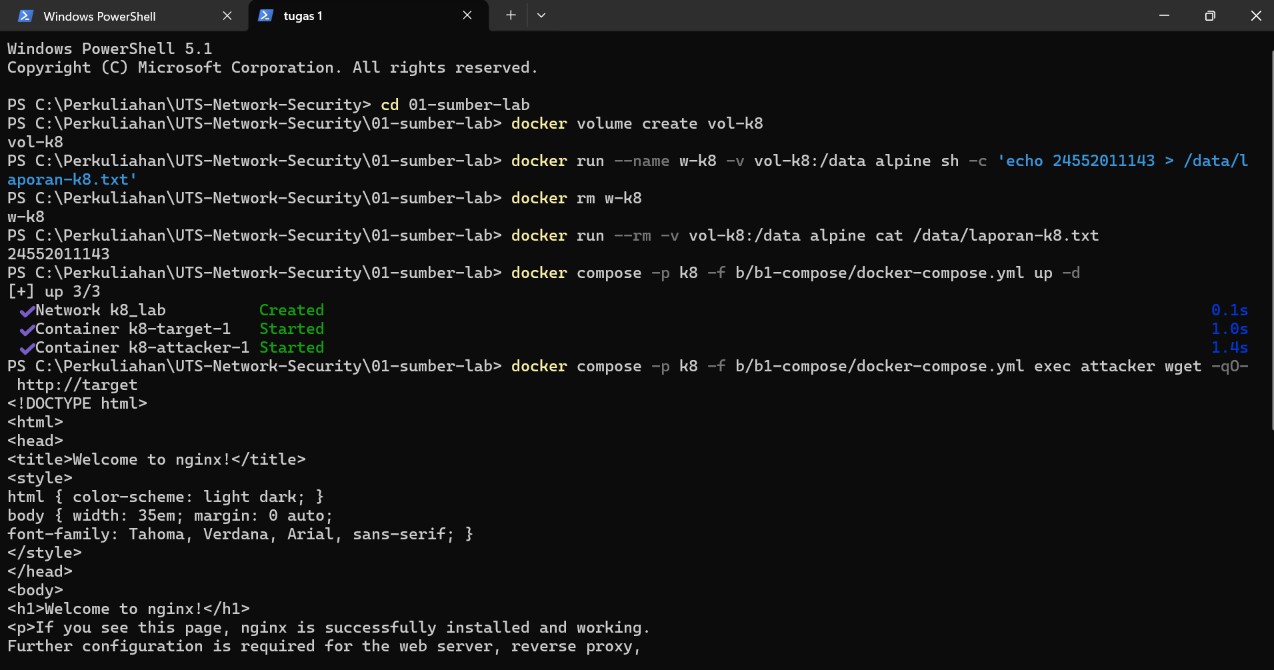 Windows PowerShell
tugas 1
Windows PowerShell 5.1
Copyright (C) Microsoft Corporation. All rights reserved.
PS C:\Perkuliahan\UTS-Network-Security> cd 01-sumber-lab
PS C:\Perkuliahan\UTS-Network-Security\01-sumber-lab> docker volume create vol-k8
vol-k8
PS C:\Perkuliahan\UTS-Network-Security\01-sumber-lab> docker run --name w-k8 -v vol-k8:/data alpine sh -c 'echo 24552011143 > /data/l
aporan-k8.txt'
PS C:\Perkuliahan\UTS-Network-Security\01-sumber-lab> docker rm w-k8
w-k8
PS C:\Perkuliahan\UTS-Network-Security\01-sumber-lab> docker run --rm -v vol-k8:/data alpine cat /data/laporan-k8.txt
24552011143
PS C:\Perkuliahan\UTS-Network-Security\01-sumber-lab> docker compose -p k8 -f b/b1-compose/docker-compose.yml up -d
[+] up 3/3
✔Network k8_lab Created 0.1s
✔Container k8-target-1 Started 1.0s
✔Container k8-attacker-1 Started 1.4s
PS C:\Perkuliahan\UTS-Network-Security\01-sumber-lab> docker compose -p k8 -f b/b1-compose/docker-compose.yml exec attacker wget -qO-
http://target
<!DOCTYPE html>
<html>
<head>
<title>Welcome to nginx!</title>
<style>
html { color-scheme: light dark; }
body { width: 35em; margin: 0 auto;
font-family: Tahoma, Verdana, Arial, sans-serif; }
</style>
</head>
<body>
<h1>Welcome to nginx!</h1>
<p>If you see this page, nginx is successfully installed and working.
Further configuration is required for the web server, reverse proxy,